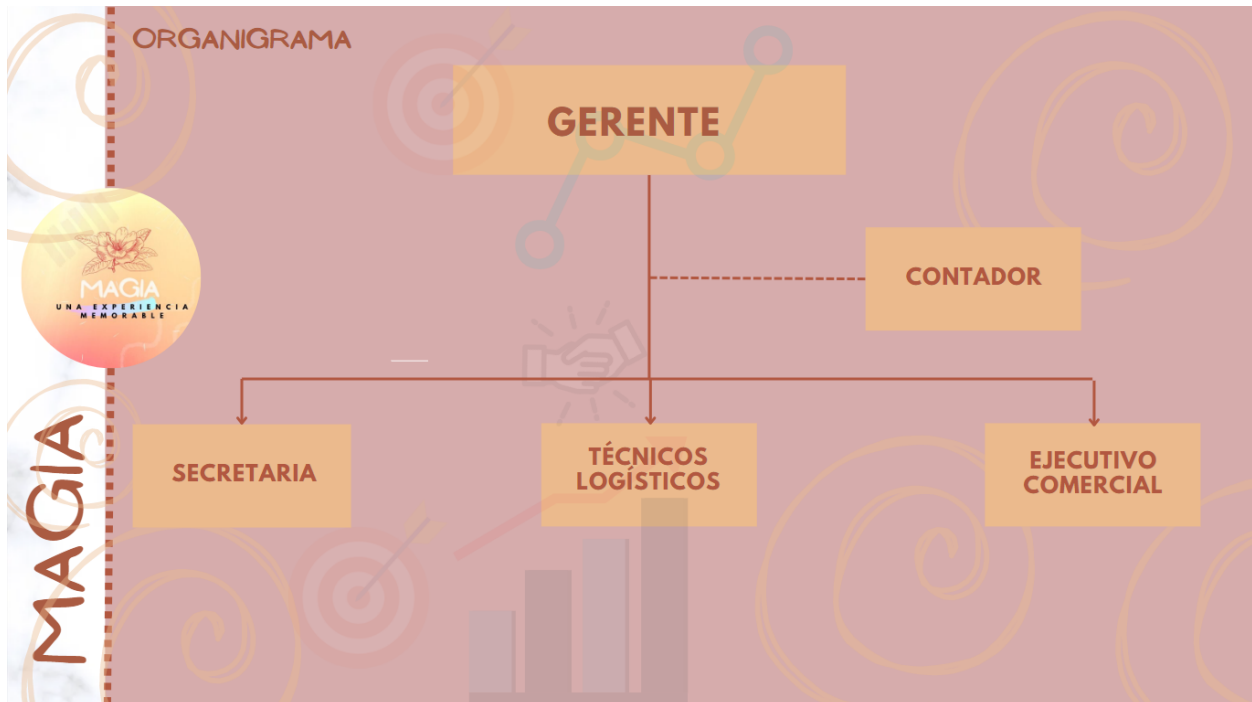 ORGANIGRAMA
GERENTE
CONTADOR
MAGIA
UNA EXPERIENCIA
MEMORABLE
SECRETARIA
TÉCNICOS
LOGÍSTICOS
EJECUTIVO
COMERCIAL
MAGIA